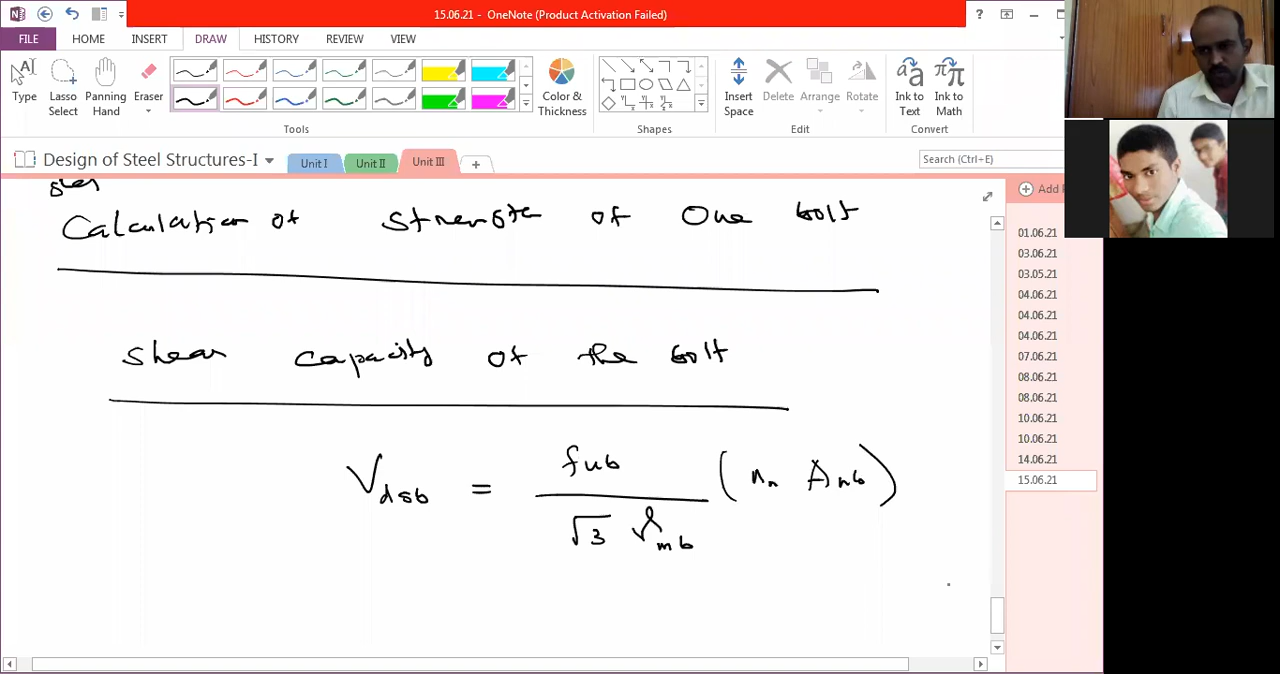 15.06.21 - OneNote (Product Activation Failed)
FILE HOME INSERT DRAW HISTORY REVIEW VIEW
Type Lasso Select Panning Hand Eraser Color & Thickness Insert Space Delete Arrange Rotate Ink to Text Ink to Math
Tools Shapes Edit Convert
Design of Steel Structures-I Unit I Unit II Unit III Search (Ctrl+E)
Add
Calculation of strength of One bolt
Shear capacity of the bolt
V_dsb = fub / √3 γ_mb (n_n A_nb)
01.06.21
03.06.21
03.05.21
04.06.21
04.06.21
04.06.21
07.06.21
08.06.21
08.06.21
10.06.21
10.06.21
14.06.21
15.06.21